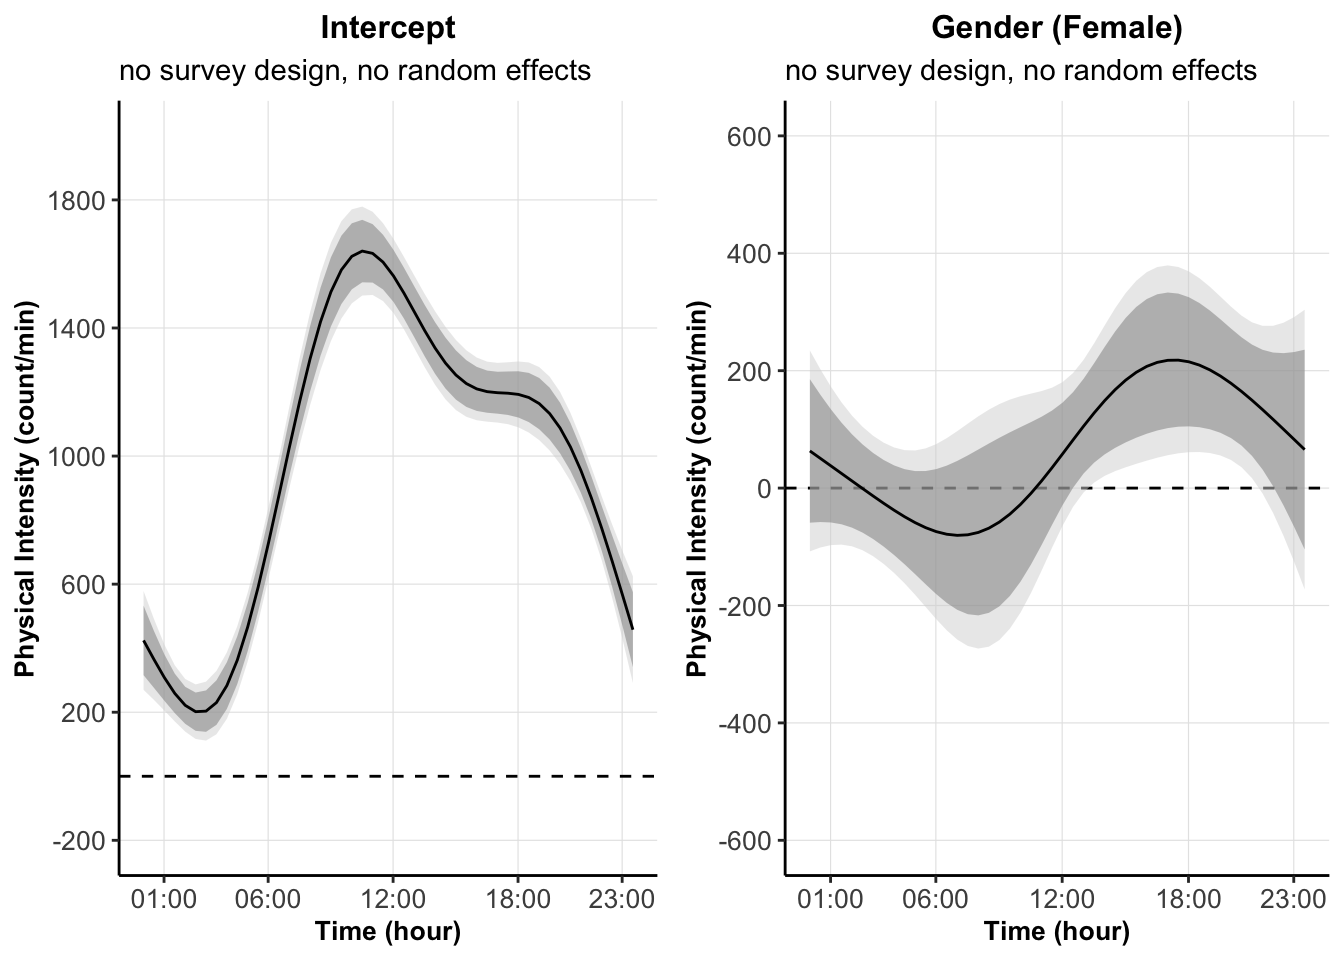 Intercept
no survey design, no random effects
Physical Intensity (count/min)
1800
1400
1000
600
200
-200
01:00 06:00 12:00 18:00 23:00
Time (hour)
Gender (Female)
no survey design, no random effects
Physical Intensity (count/min)
600
400
200
0
-200
-400
-600
01:00 06:00 12:00 18:00 23:00
Time (hour)